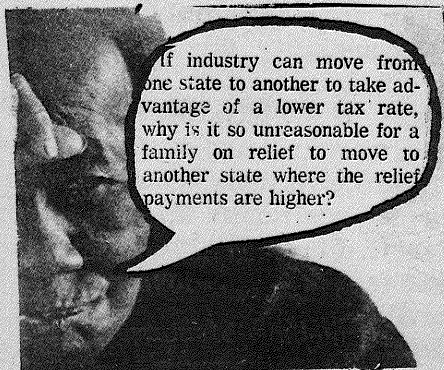 If industry can move from
one state to another to take ad-
vantage of a lower tax rate,
why is it so unreasonable for a
family on relief to move to
another state where the relief
payments are higher?